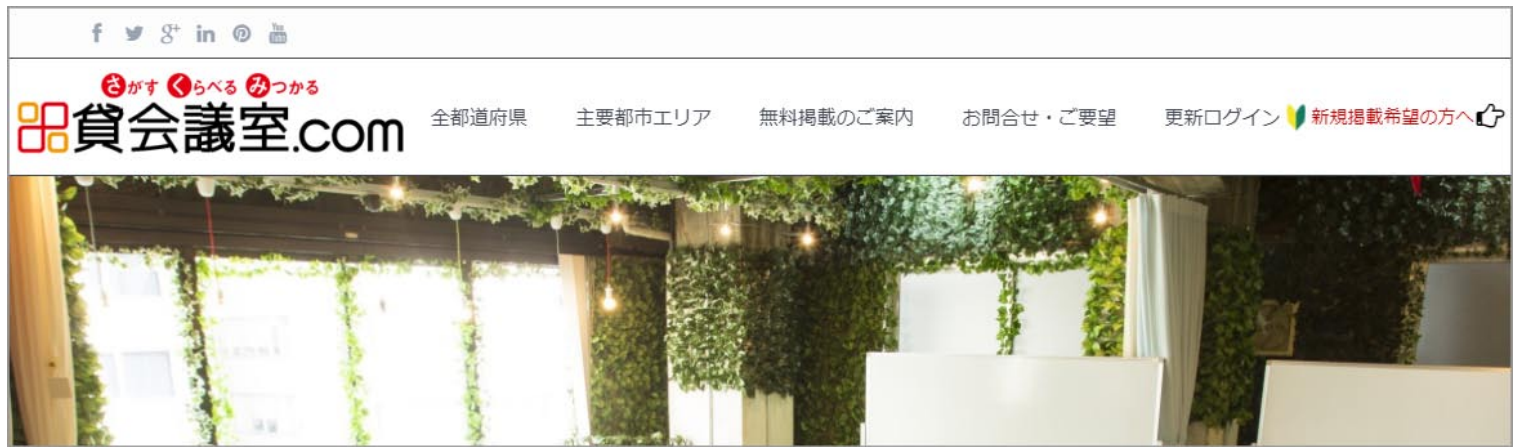 さがす くらべる みつかる
貸会議室.com
全都道府県 主要都市エリア 無料掲載のご案内 お問合せ・ご要望 更新ログイン 新規掲載希望の方へ